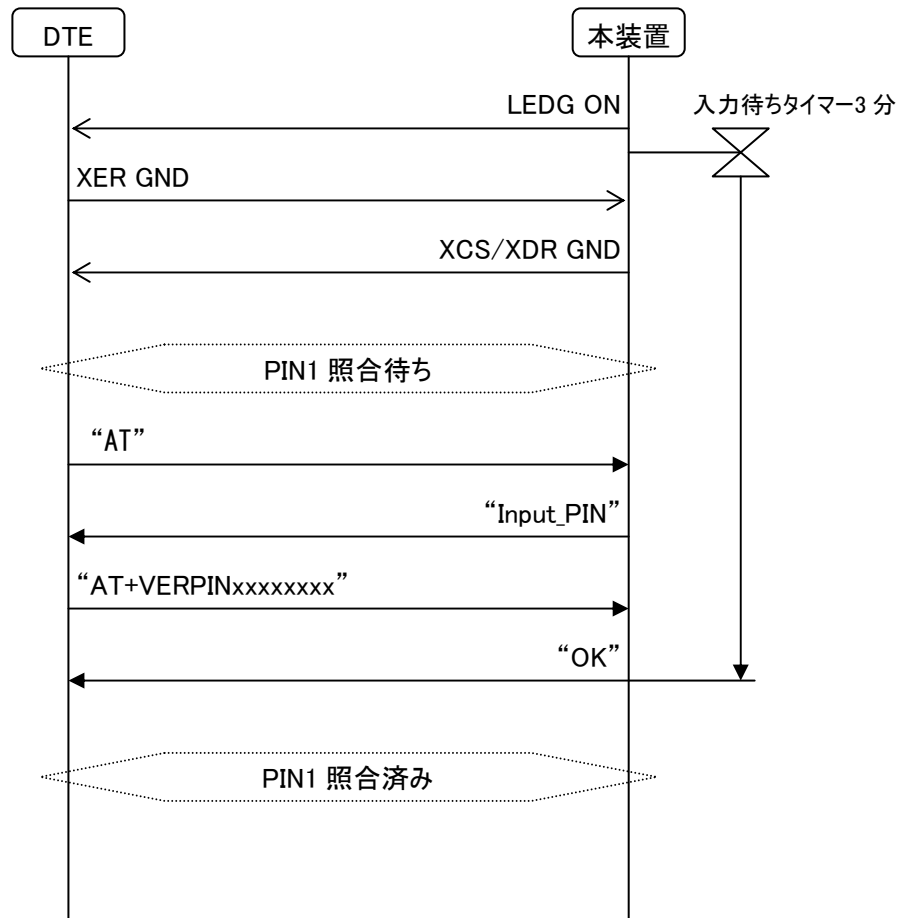 DTE
本装置
LEDG ON
入力待ちタイマー3 分
XER GND
XCS/XDR GND
PIN1 照合待ち
“AT”
“Input_PIN”
“AT+VERPINxxxxxxxx”
“OK”
PIN1 照合済み